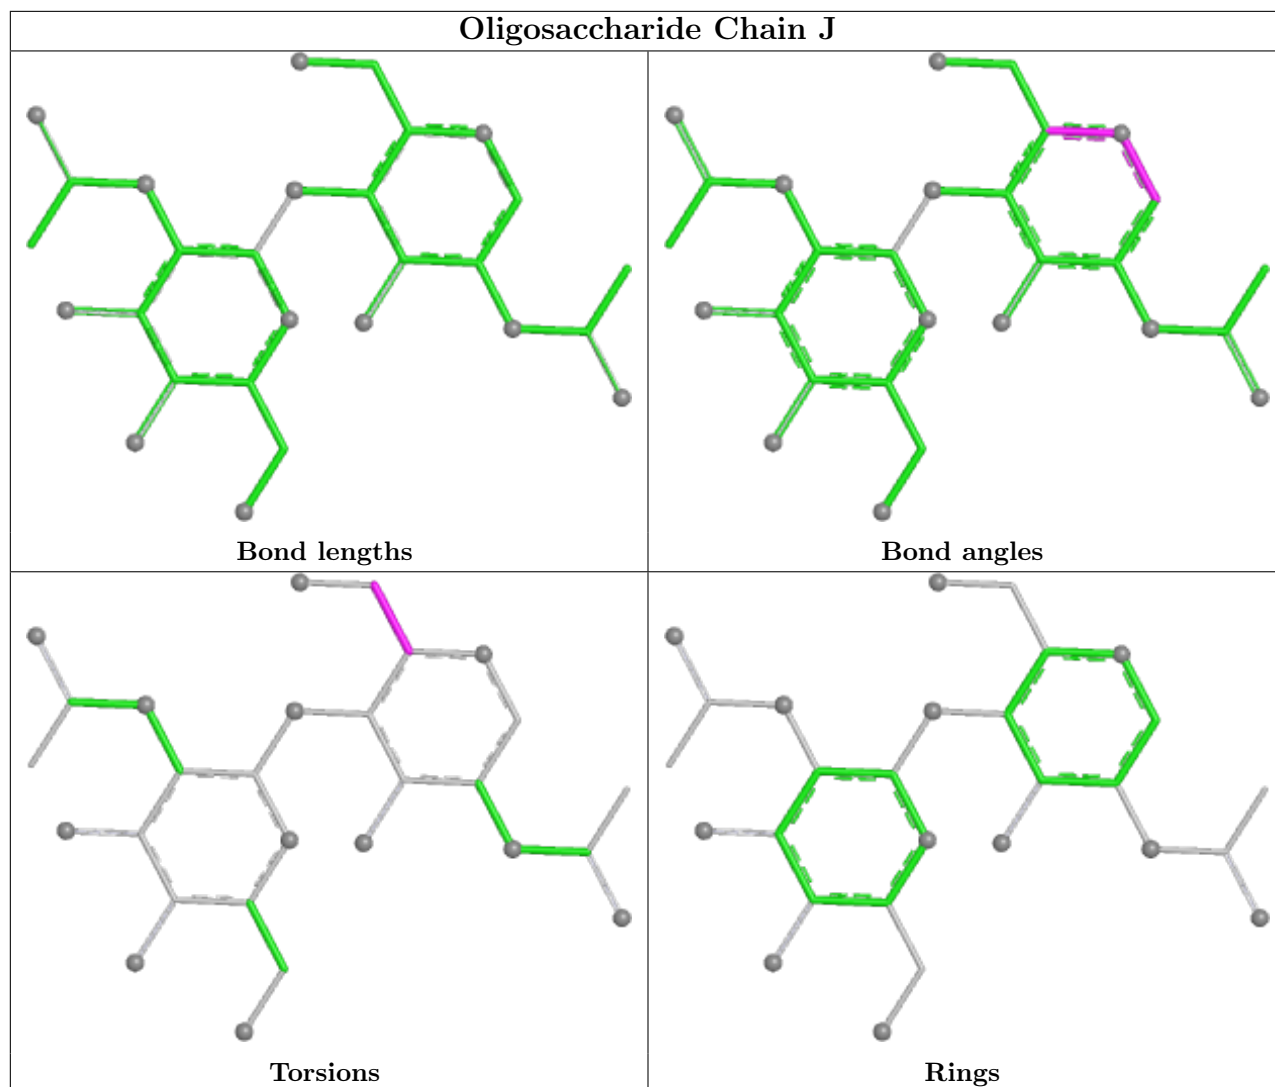 Oligosaccharide Chain J
Bond lengths
Bond angles
Torsions
Rings